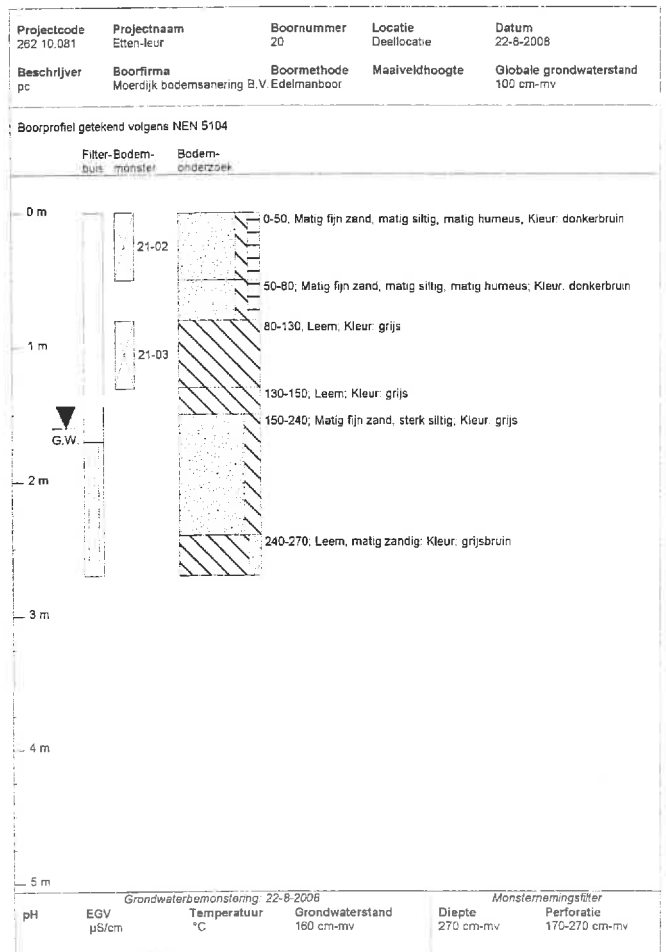 Projectcode Projectnaam Boornummer Locatie Datum
262 10.081 Etten-leur 20 Deellocatie 22-8-2008
Beschrijver Boorfirma Boormethode Maaiveldhoogte Globale grondwaterstand
pc Moerdijk bodemsanering B.V. Edelmanboor 100 cm-mv
Boorprofiel getekend volgens NEN 5104
Filter- Bodem- Bodem-
buis monster onderzoek
0 m
0-50, Matig fijn zand, matig siltig, matig humeus, Kleur: donkerbruin
21-02
50-80; Matig fijn zand, matig siltig, matig humeus; Kleur: donkerbruin
80-130, Leem; Kleur: grijs
1 m
21-03
130-150; Leem; Kleur: grijs
150-240; Matig fijn zand, sterk siltig; Kleur: grijs
G.W.
2 m
240-270; Leem, matig zandig; Kleur: grijsbruin
3 m
4 m
5 m
Grondwaterbemonstering: 22-8-2008 Monsternemingsfilter
pH EGV Temperatuur Grondwaterstand Diepte Perforatie
µS/cm °C 160 cm-mv 270 cm-mv 170-270 cm-mv